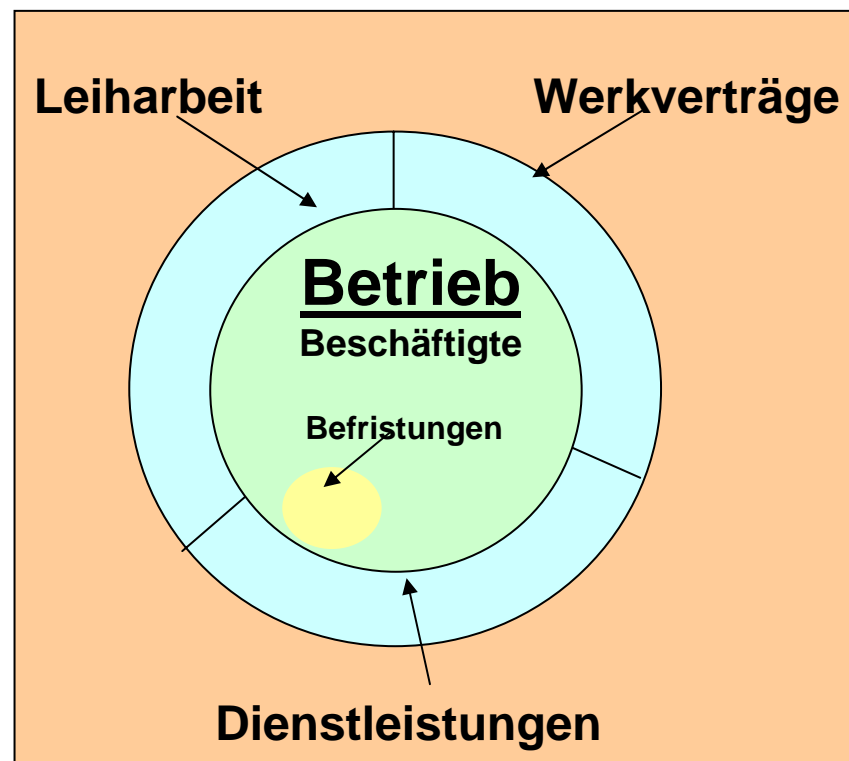 Leiharbeit
Werkverträge
Betrieb
Beschäftigte
Befristungen
Dienstleistungen